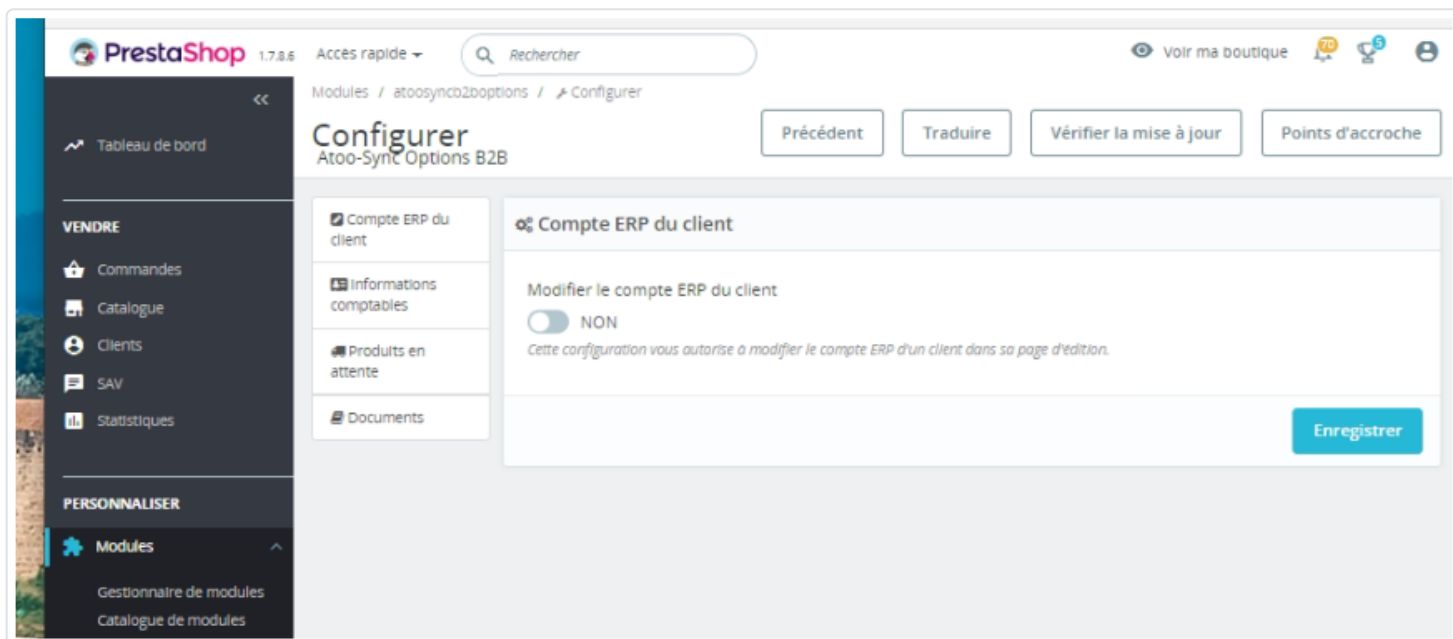 PrestaShop 1.7.8.6 Accès rapide Rechercher Voir ma boutique 70 5
Modules / atoosyncb2boptions / Configurer
Configurer
Atoo-Sync Options B2B
Précédent Traduire Vérifier la mise à jour Points d'accroche
Tableau de bord
VENDRE
Commandes
Catalogue
Clients
SAV
Statistiques
PERSONNALISER
Modules
Gestionnaire de modules
Catalogue de modules
Compte ERP du
client
Informations
comptables
Produits en
attente
Documents
Compte ERP du client
Modifier le compte ERP du client
NON
Cette configuration vous autorise à modifier le compte ERP d'un client dans sa page d'édition.
Enregistrer